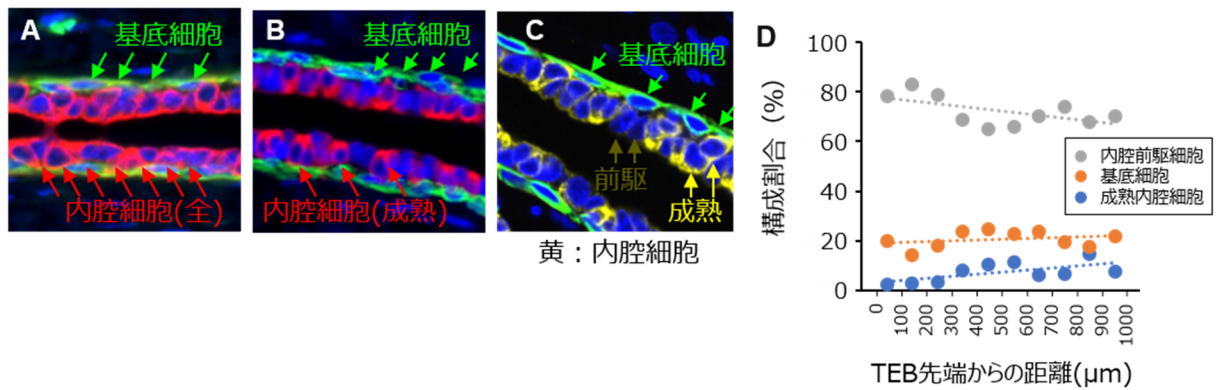 A
基底細胞
内腔細胞(全)
B
基底細胞
内腔細胞(成熟)
C
基底細胞
前駆
成熟
黄：内腔細胞
D
構成割合（%）
100
80
60
40
20
0
0
100
200
300
400
500
600
700
800
900
1000
TEB先端からの距離(μm)
内腔前駆細胞
基底細胞
成熟内腔細胞